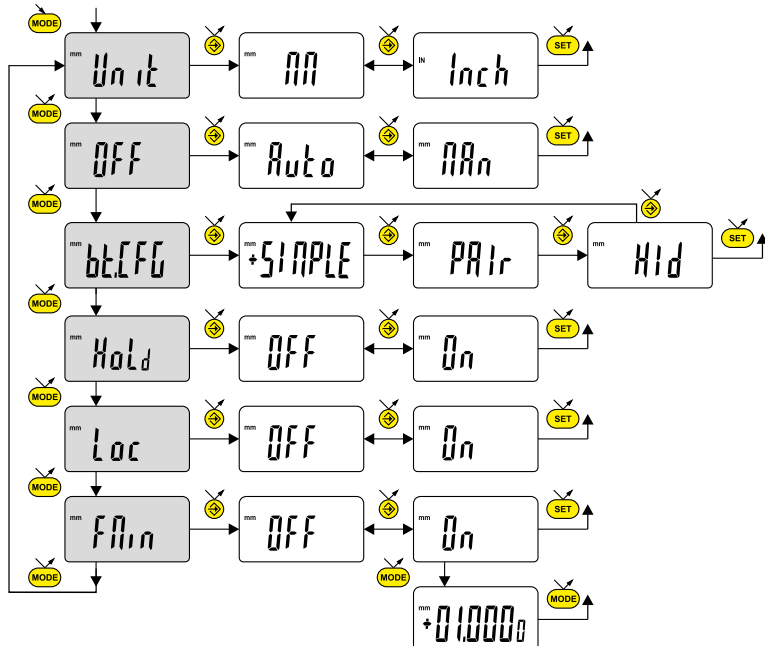 MODE
mm Unit
mm MM
IN Inch
SET
MODE
mm OFF
mm Auto
mm MAn
SET
MODE
mm bt.CFG
mm +SIMPLE
mm PAIr
mm HId
SET
MODE
mm HoLd
mm OFF
mm On
SET
MODE
mm Loc
mm OFF
mm On
SET
MODE
mm FMin
mm OFF
mm On
SET
MODE
MODE
mm +01.0000
MODE